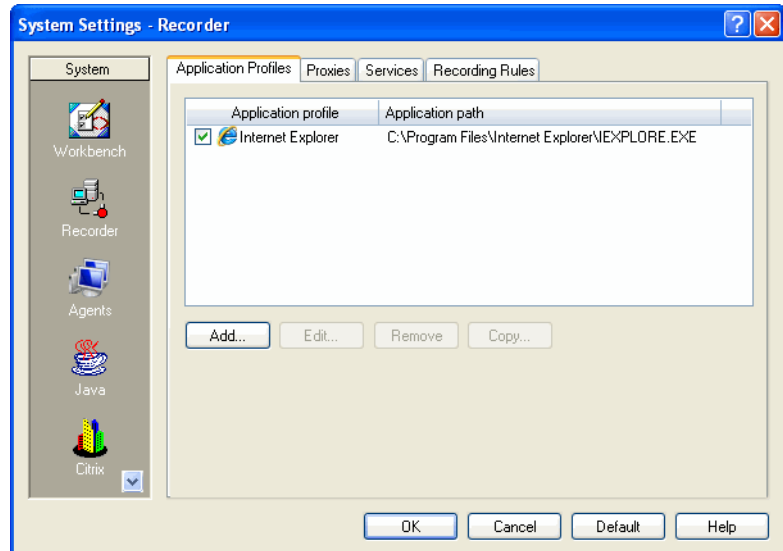 System Settings - Recorder
System
Workbench
Recorder
Agents
Java
Citrix
Application Profiles Proxies Services Recording Rules
Application profile Application path
Internet Explorer C:\Program Files\Internet Explorer\IEXPLORE.EXE
Add... Edit... Remove Copy...
OK Cancel Default Help